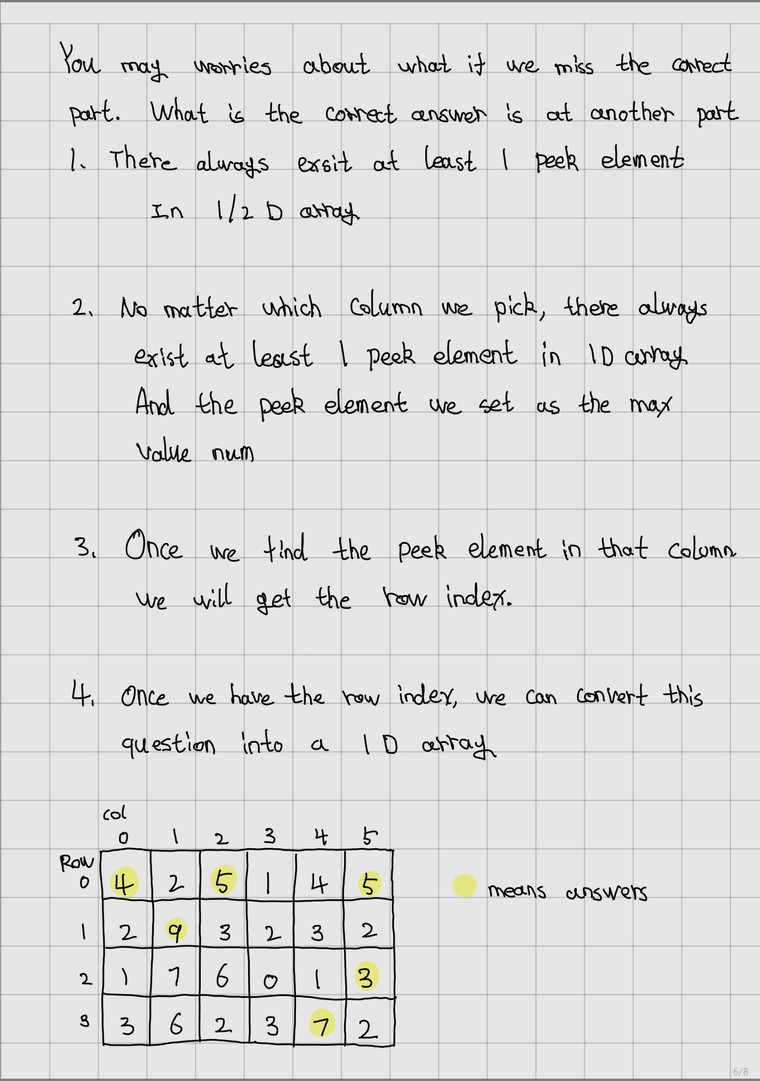 You may worries about what if we miss the correct
part. What is the correct answer is at another part
1. There always exsit at least 1 peek element
In 1/2 D array
2. No matter which column we pick, there always
exist at least 1 peek element in 1D array
And the peek element we set as the max
value num
3. Once we find the peek element in that column
we will get the row index.
4. Once we have the row index, we can convert this
question into a 1D array
col
0 1 2 3 4 5
Row
0 4 2 5 1 4 5
means answers
1 2 9 3 2 3 2
2 1 7 6 0 1 3
3 3 6 2 3 7 2
6/8